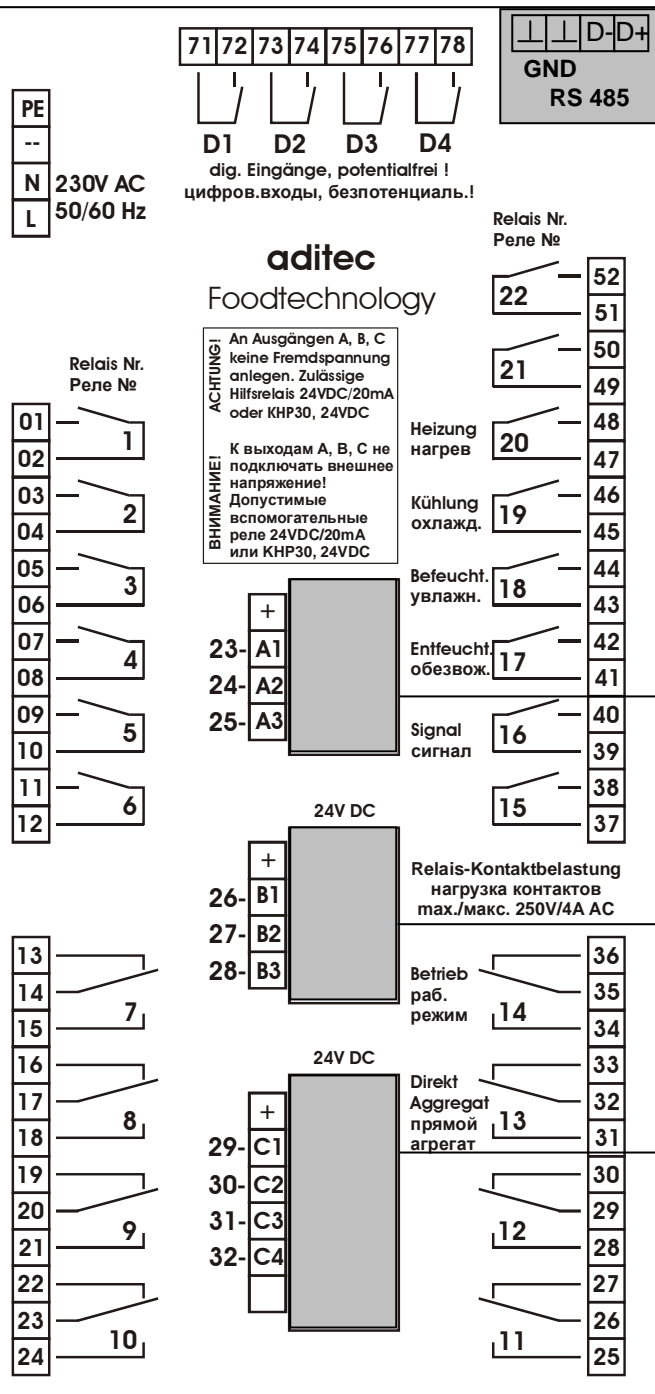 71 72 73 74 75 76 77 78
D1 D2 D3 D4
dig. Eingänge, potentialfrei !
цифров.входы, безпотенциаль.!
⊥ ⊥ D- D+
GND
RS 485
PE
--
N
L
230V AC
50/60 Hz
aditec
Foodtechnology
ACHTUNG!
An Ausgängen A, B, C
keine Fremdspannung
anlegen. Zulässige
Hilfsrelais 24VDC/20mA
oder KHP30, 24VDC
ВНИМАНИЕ!
К выходам A, B, C не
подключать внешнее
напряжение!
Допустимые
вспомогательные
реле 24VDC/20mA
или KHP30, 24VDC
Relais Nr.
Реле №
01
1
02
03
2
04
05
3
06
07
4
08
09
5
10
11
6
12
13
14
7
15
16
17
8
18
19
20
9
21
22
23
10
24
+
23- A1
24- A2
25- A3
24V DC
+
26- B1
27- B2
28- B3
24V DC
+
29- C1
30- C2
31- C3
32- C4
Relais Nr.
Реле №
52
22
51
50
21
49
Heizung
нагрев
48
20
47
Kühlung
охлажд.
46
19
45
Befeucht.
увлажн.
44
18
43
Entfeucht.
обезвож.
42
17
41
Signal
сигнал
40
16
39
38
15
37
Relais-Kontaktbelastung
нагрузка контактов
max./макс. 250V/4A AC
Betrieb
раб.
режим
36
35
14
34
Direkt
Aggregat
прямой
агрегат
33
32
13
31
30
29
12
28
27
26
11
25